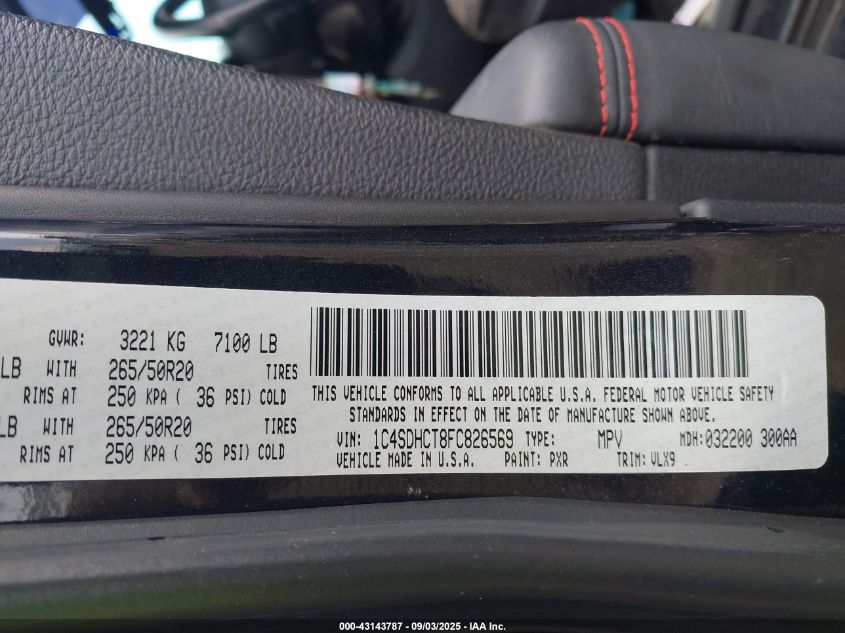 GVWR: 3221 KG 7100 LB
LB WITH 265/50R20 TIRES
RIMS AT 250 KPA ( 36 PSI) COLD
LB WITH 265/50R20 TIRES
RIMS AT 250 KPA ( 36 PSI) COLD
THIS VEHICLE CONFORMS TO ALL APPLICABLE U.S.A. FEDERAL MOTOR VEHICLE SAFETY
STANDARDS IN EFFECT ON THE DATE OF MANUFACTURE SHOWN ABOVE.
VIN: 1C4SDHCT8FC826569 TYPE: MPV MDH:032200 300AA
VEHICLE MADE IN U.S.A. PAINT: PXR TRIM: VLX9
000-43143787 - 09/03/2025 - IAA Inc.